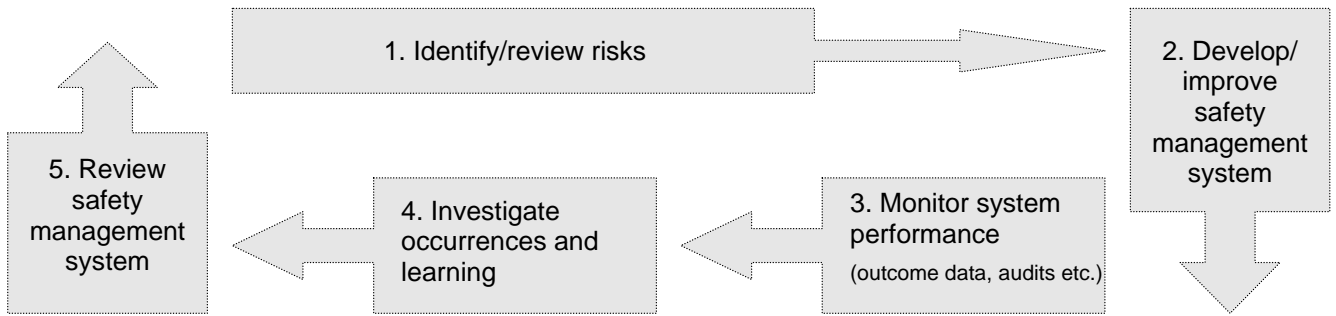 1. Identify/review risks
2. Develop/
improve
safety
management
system
3. Monitor system
performance
(outcome data, audits etc.)
4. Investigate
occurrences and
learning
5. Review
safety
management
system